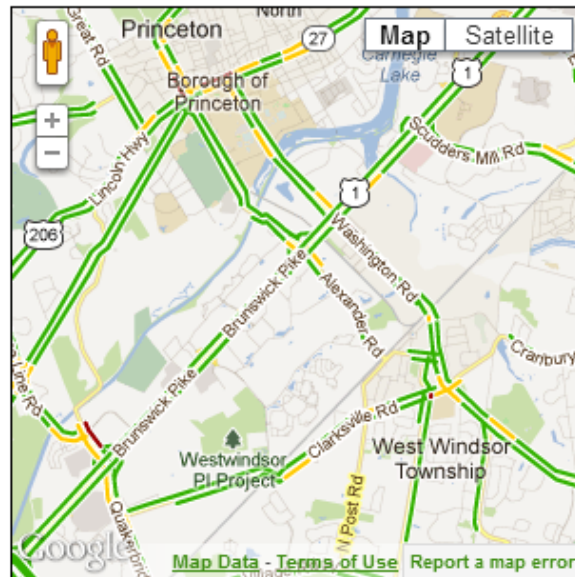 North
Princeton
27
Map
Satellite
Great Rd
Carnegie
Lake
1
Borough of
Princeton
Scudders Mill Rd
Lincoln Hwy
1
206
Washington Rd
Brunswick Pike
Alexander Rd
Cranbury
Line Rd
Brunswick Pike
Clarksville Rd
West Windsor
Township
Westwindsor
PI Project
N Post Rd
Google
Map Data - Terms of Use
Report a map error